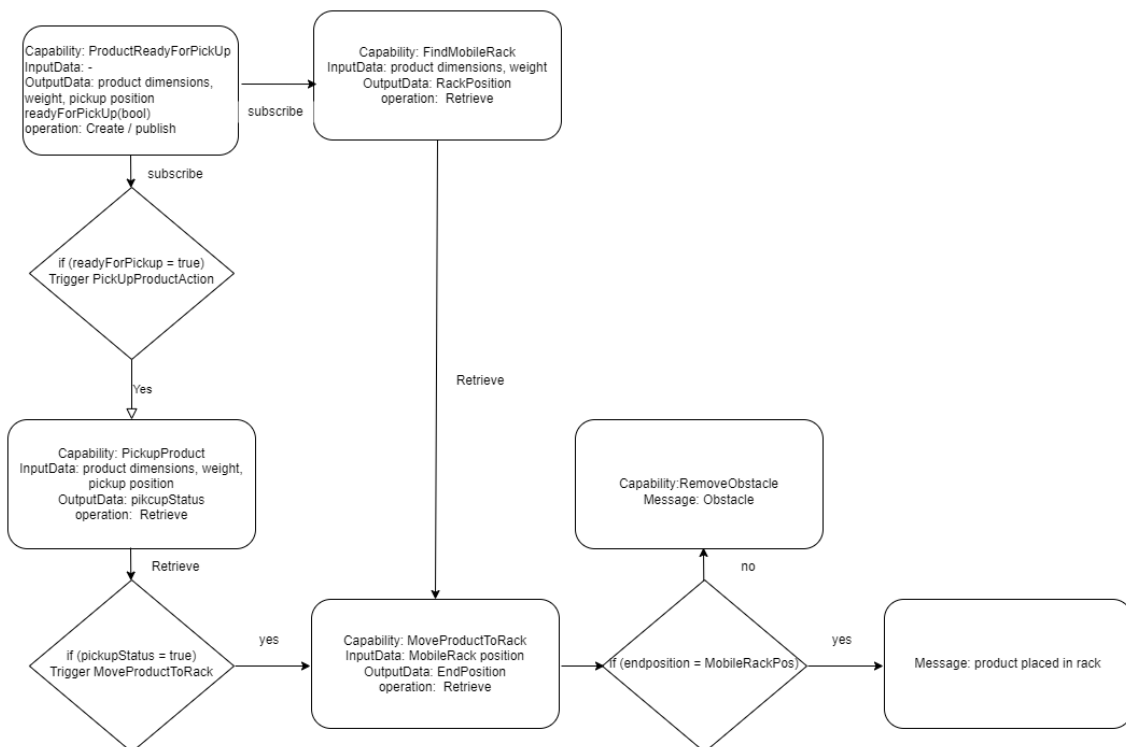 Capability: ProductReadyForPickUp
InputData: -
OutputData: product dimensions,
weight, pickup position
readyForPickUp(bool)
operation: Create / publish
subscribe
Capability: FindMobileRack
InputData: product dimensions, weight
OutputData: RackPosition
operation:  Retrieve
subscribe
if (readyForPickup = true)
Trigger PickUpProductAction
Yes
Retrieve
Capability: PickupProduct
InputData: product dimensions, weight,
pickup position
OutputData: pikcupStatus
operation:  Retrieve
Retrieve
if (pickupStatus = true)
Trigger MoveProductToRack
yes
Capability: MoveProductToRack
InputData: MobileRack position
OutputData: EndPosition
operation:  Retrieve
if (endposition = MobileRackPos)
no
Capability:RemoveObstacle
Message: Obstacle
yes
Message: product placed in rack